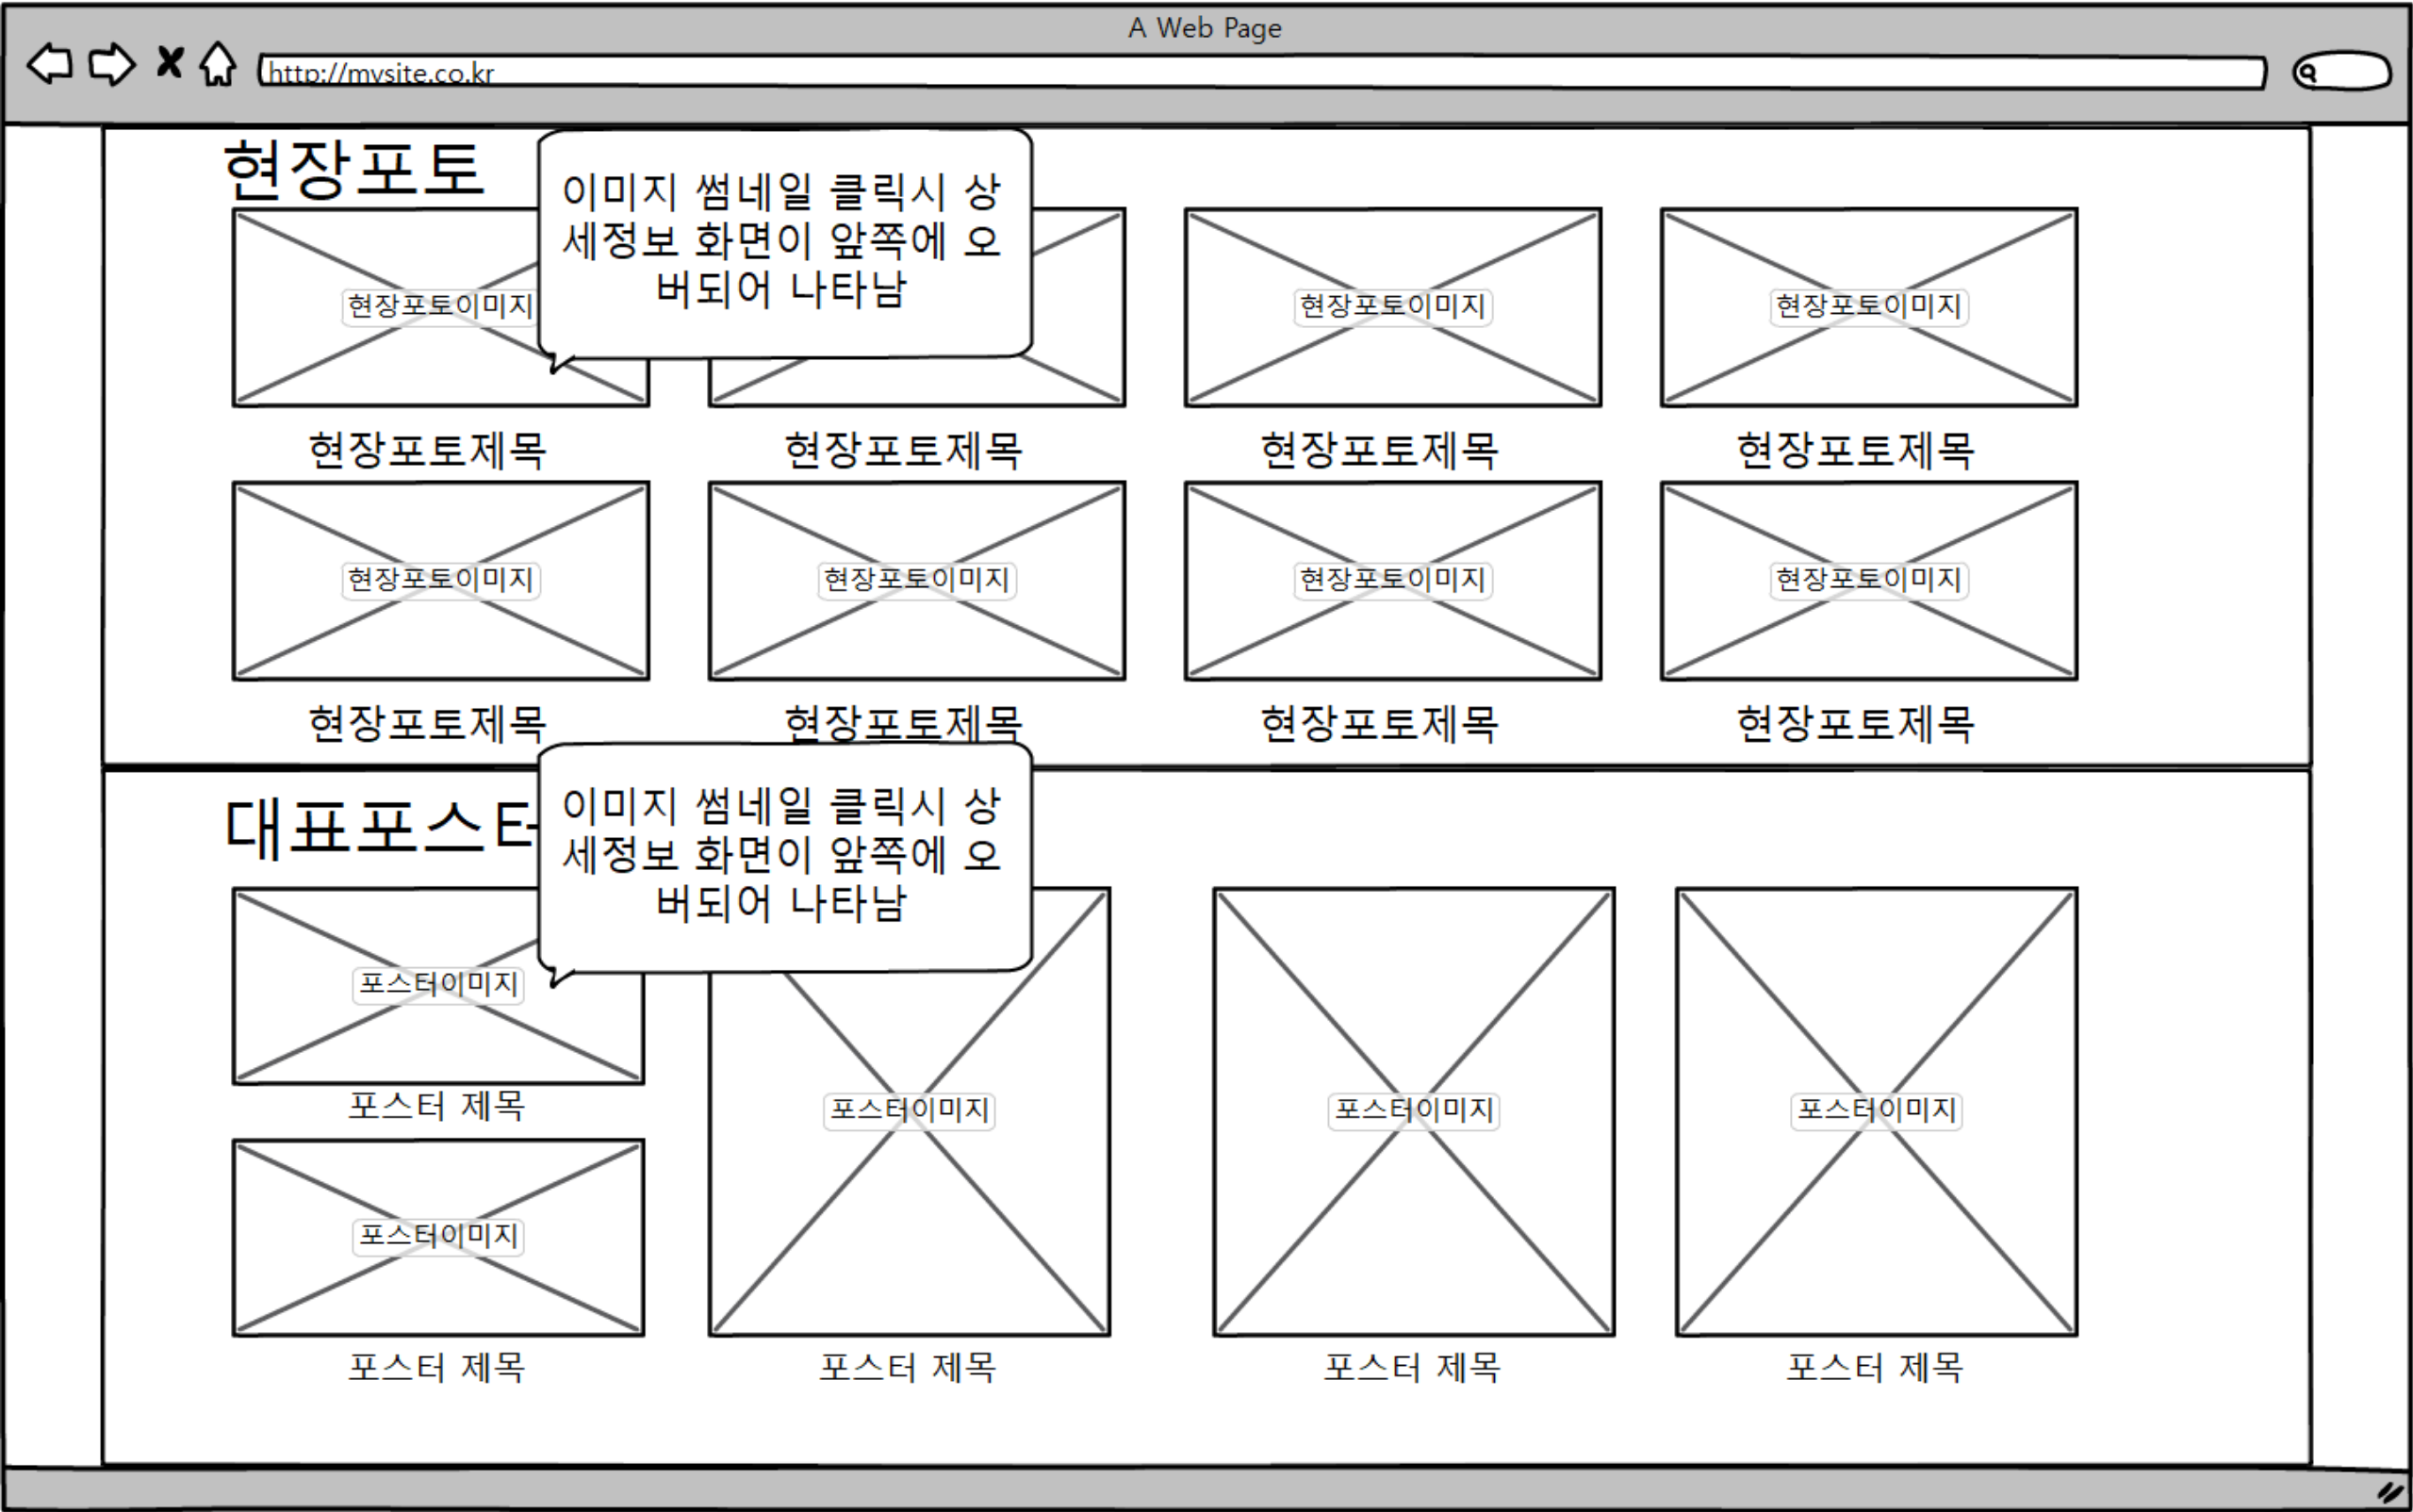 A Web Page
http://mysite.co.kr
현장포토
이미지 썸네일 클릭시 상
세정보 화면이 앞쪽에 오
버되어 나타남
현장포토이미지
현장포토이미지
현장포토이미지
현장포토제목
현장포토제목
현장포토제목
현장포토제목
현장포토이미지
현장포토이미지
현장포토이미지
현장포토이미지
현장포토제목
현장포토제목
현장포토제목
현장포토제목
대표포스터
이미지 썸네일 클릭시 상
세정보 화면이 앞쪽에 오
버되어 나타남
포스터이미지
포스터 제목
포스터이미지
포스터이미지
포스터이미지
포스터이미지
포스터 제목
포스터 제목
포스터 제목
포스터 제목